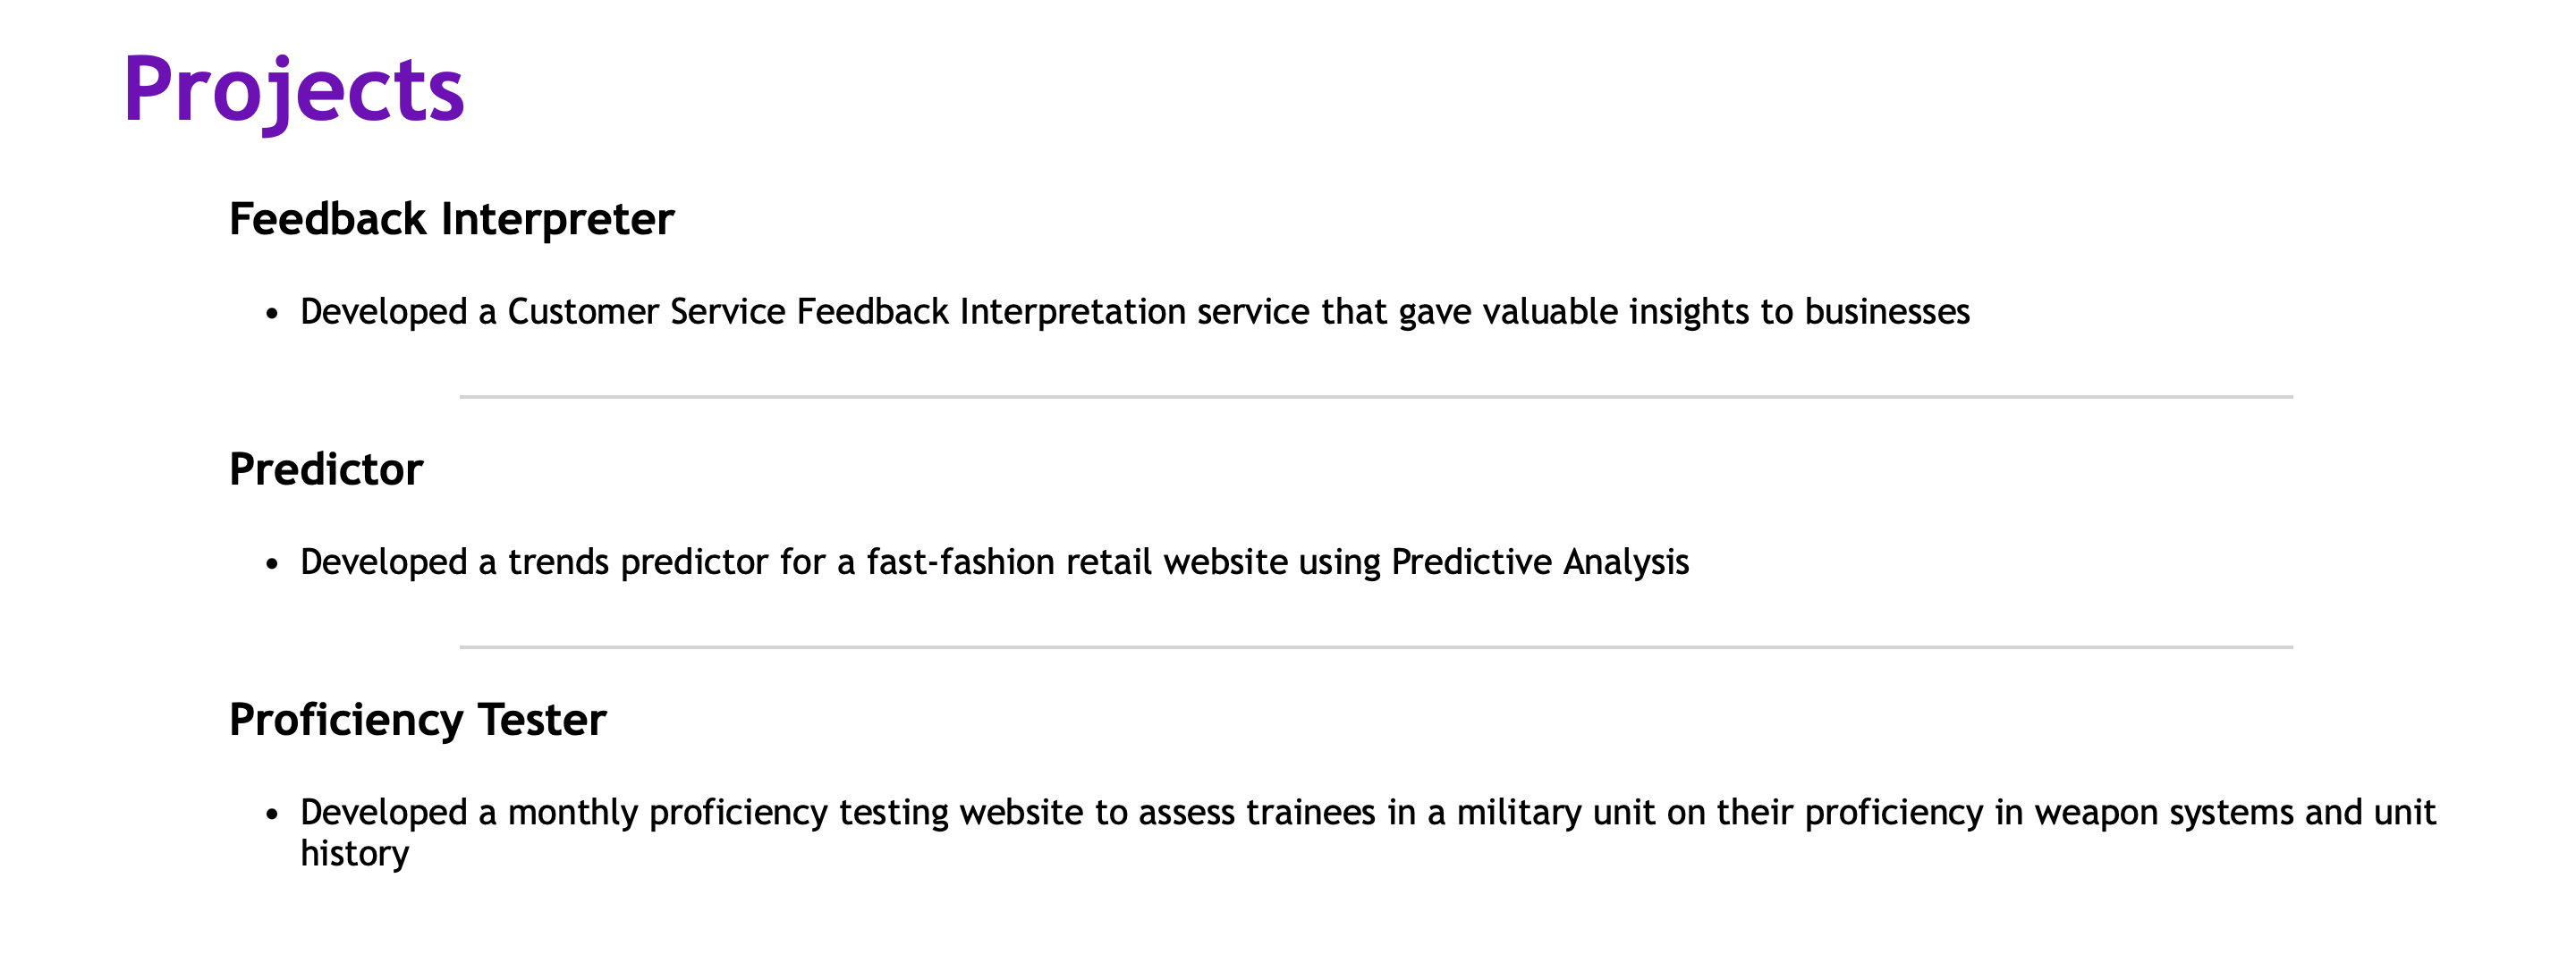 Projects
Feedback Interpreter
• Developed a Customer Service Feedback Interpretation service that gave valuable insights to businesses
Predictor
• Developed a trends predictor for a fast-fashion retail website using Predictive Analysis
Proficiency Tester
• Developed a monthly proficiency testing website to assess trainees in a military unit on their proficiency in weapon systems and unit
history